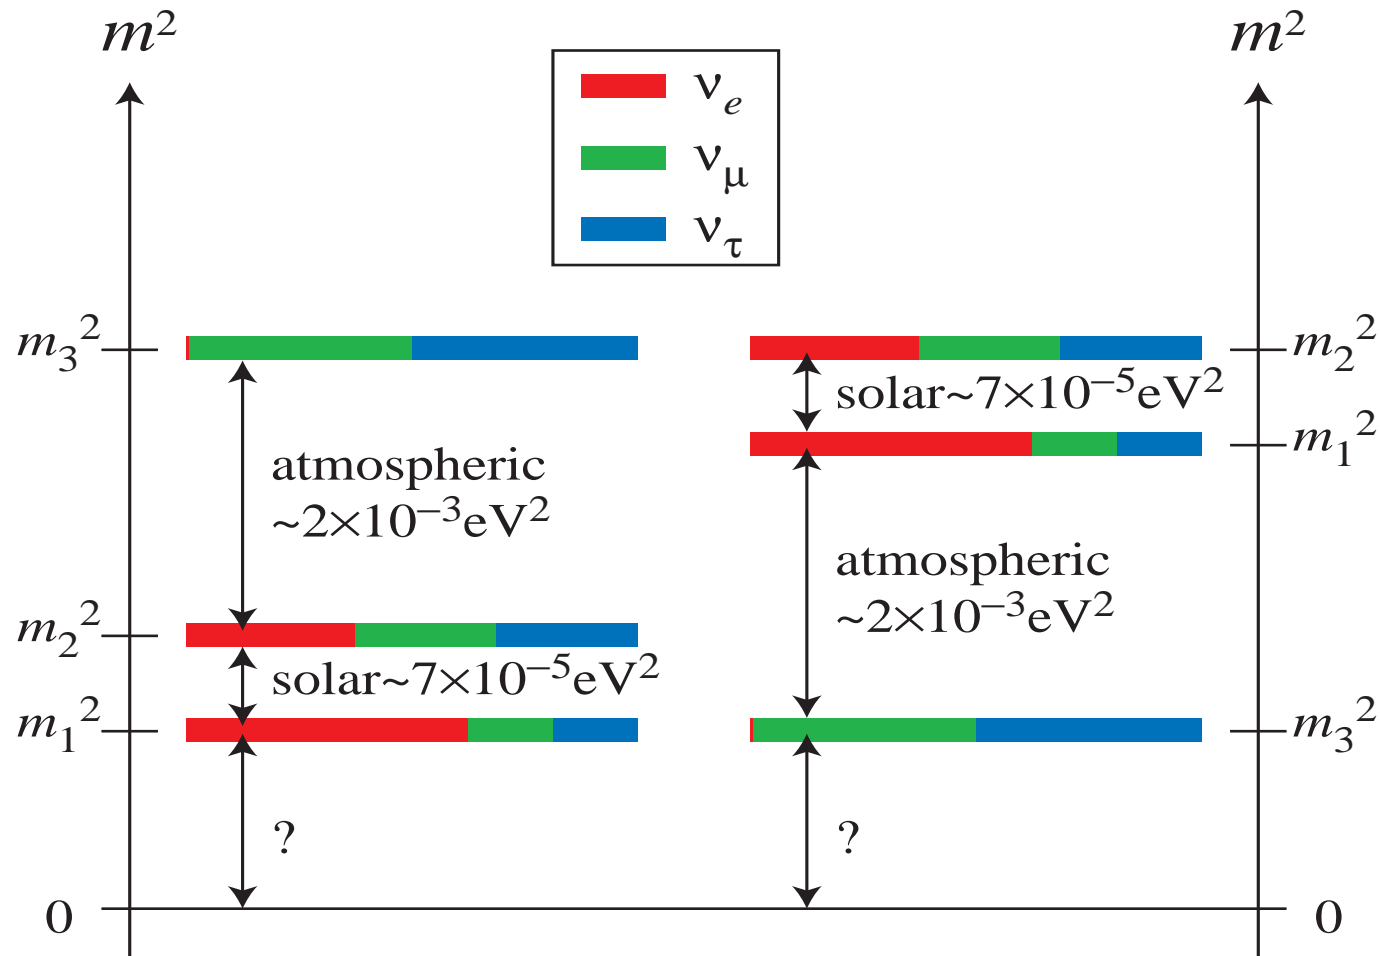 m²
m²
νe
νμ
ντ
m₃²
m₂²
solar~7×10⁻⁵eV²
m₁²
atmospheric
~2×10⁻³eV²
atmospheric
~2×10⁻³eV²
m₂²
solar~7×10⁻⁵eV²
m₁²
m₃²
?
?
0
0